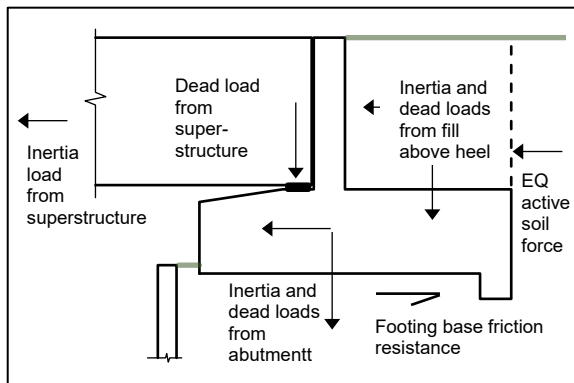 Dead load
from
super-
structure
Inertia and
dead loads
from fill
above heel
Inertia
load
from
superstructure
EQ
active
soil
force
Inertia and
dead loads
from
abutmentt
Footing base friction
resistance